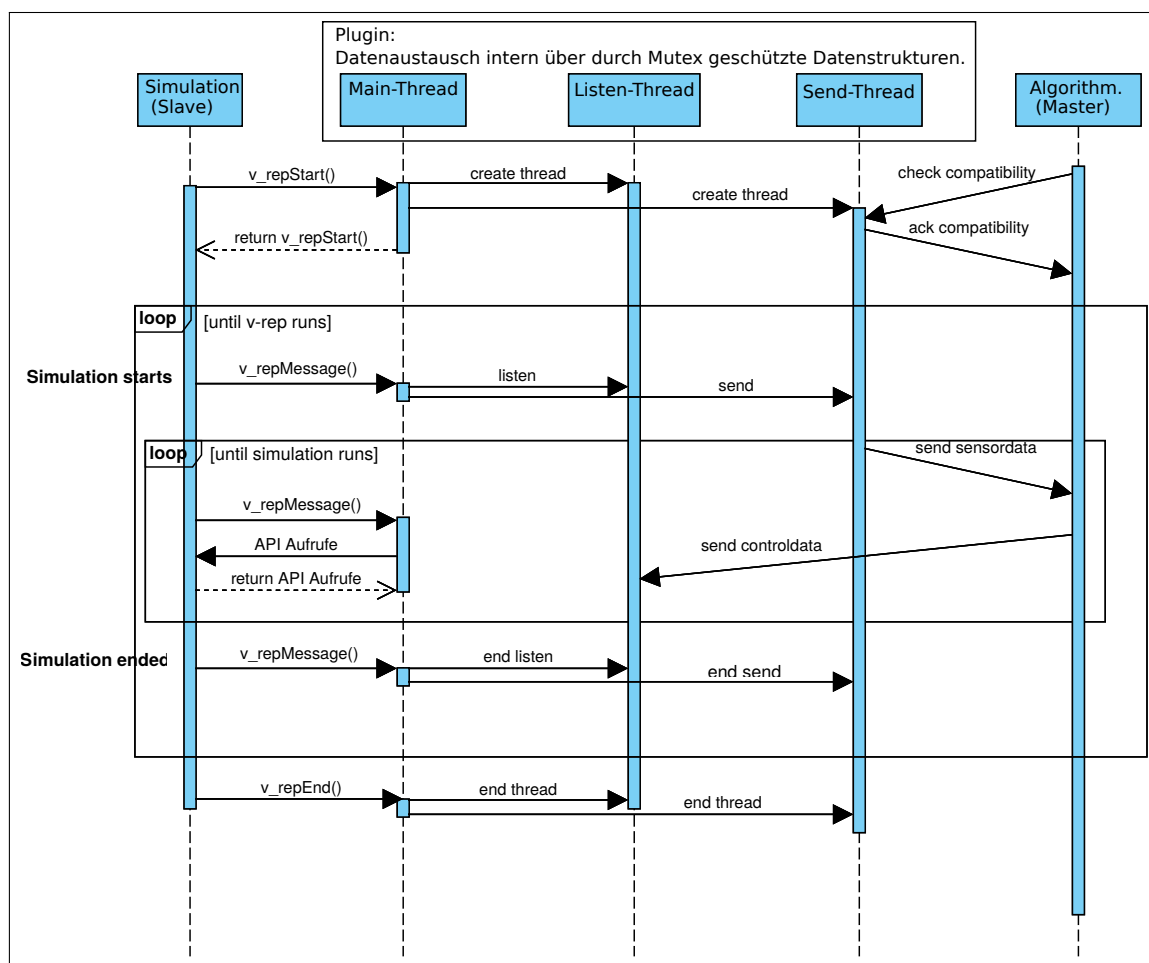 Plugin:
Datenaustausch intern über durch Mutex geschützte Datenstrukturen.
Simulation
(Slave)
Main-Thread
Listen-Thread
Send-Thread
Algorithm.
(Master)
v_repStart()
create thread
check compatibility
create thread
return v_repStart()
ack compatibility
loop
[until v-rep runs]
Simulation starts
v_repMessage()
listen
send
loop
[until simulation runs]
send sensordata
v_repMessage()
API Aufrufe
send controldata
return API Aufrufe
Simulation ended
v_repMessage()
end listen
end send
v_repEnd()
end thread
end thread